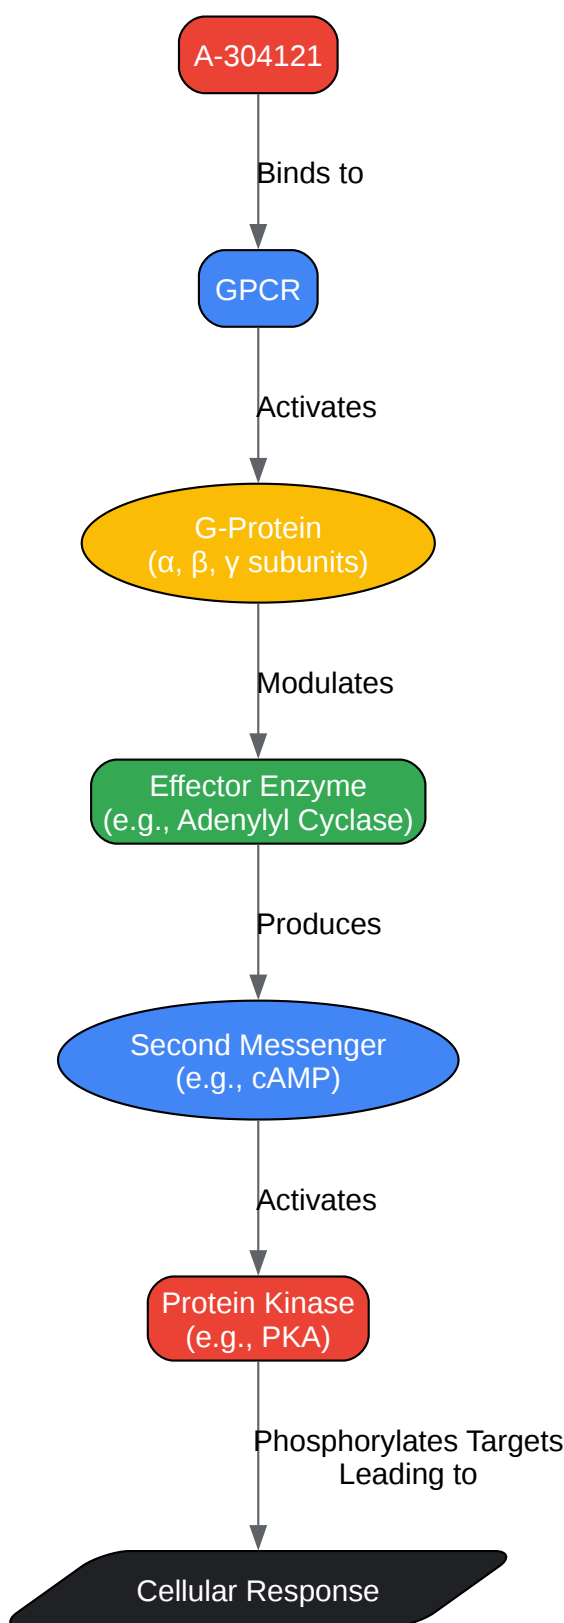 A-304121
Binds to
GPCR
Activates
G-Protein
(α, β, γ subunits)
Modulates
Effector Enzyme
(e.g., Adenylyl Cyclase)
Produces
Second Messenger
(e.g., cAMP)
Activates
Protein Kinase
(e.g., PKA)
Phosphorylates Targets
Leading to
Cellular Response